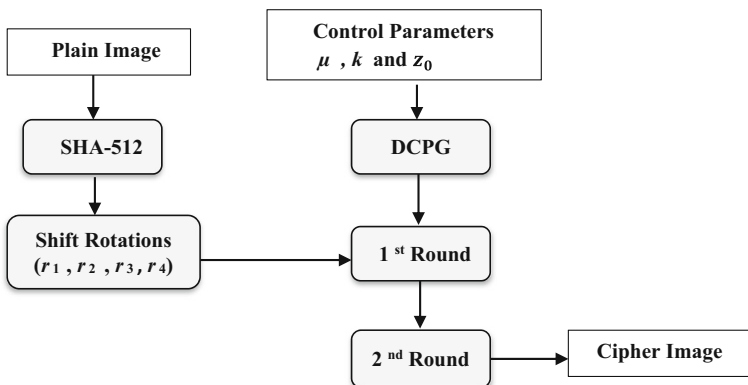 Plain Image
Control Parameters
μ , k and z₀
SHA-512
DCPG
Shift Rotations
(r₁ , r₂ , r₃ , r₄)
1 ˢᵗ Round
2 ⁿᵈ Round
Cipher Image